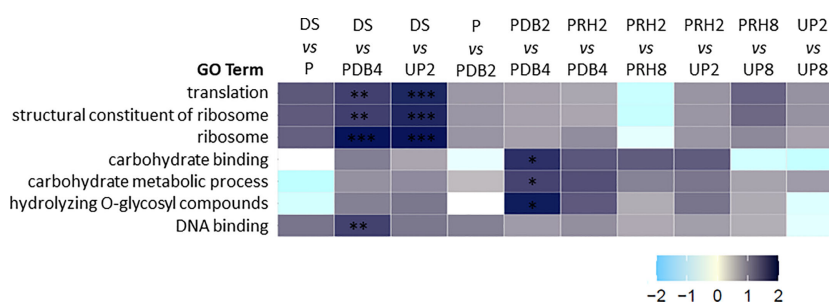 DS DS DS P PDB2 PRH2 PRH2 PRH2 PRH8 UP2
vs vs vs vs vs vs vs vs vs vs
GO Term P PDB4 UP2 PDB2 PDB4 PDB4 PRH8 UP2 UP8 UP8
translation ** ***
structural constituent of ribosome ** ***
ribosome *** ***
carbohydrate binding *
carbohydrate metabolic process *
hydrolyzing O-glycosyl compounds *
DNA binding **
−2 −1 0 1 2